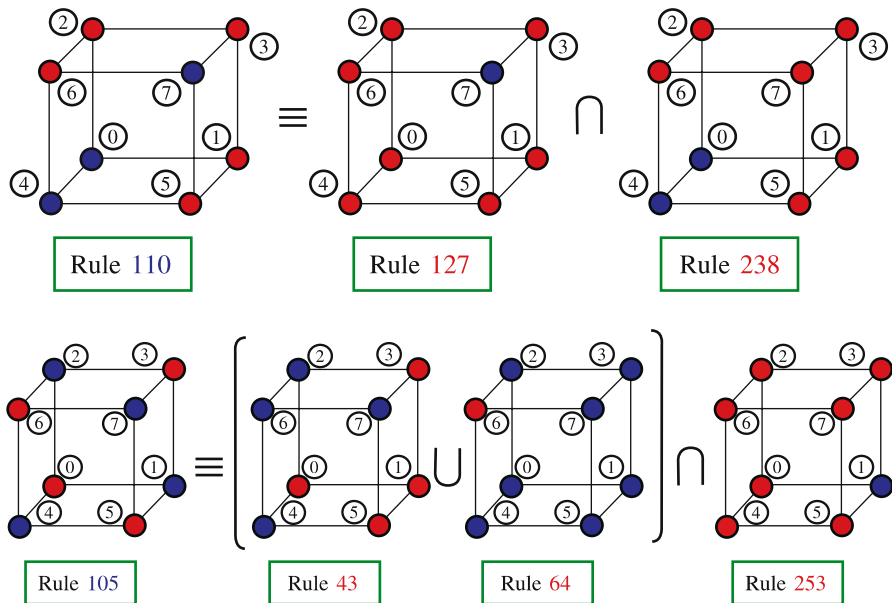 2 3 2 3 2 3
6 7 6 7 6 7
≡ ∩
0 1 0 1 0 1
4 5 4 5 4 5
Rule 110 Rule 127 Rule 238
2 3 2 3 2 3 2 3
6 7 6 7 6 7 6 7
≡ ( ∪ ) ∩
0 1 0 1 0 1 0 1
4 5 4 5 4 5 4 5
Rule 105 Rule 43 Rule 64 Rule 253